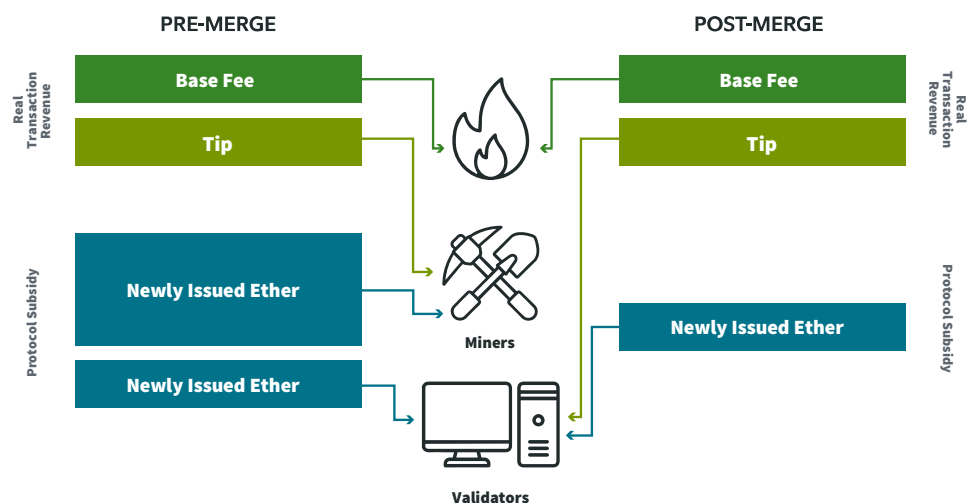 PRE-MERGE
POST-MERGE
Real
Transaction
Revenue
Base Fee
Tip
Base Fee
Tip
Real
Transaction
Revenue
Protocol Subsidy
Newly Issued Ether
Newly Issued Ether
Miners
Validators
Newly Issued Ether
Protocol Subsidy